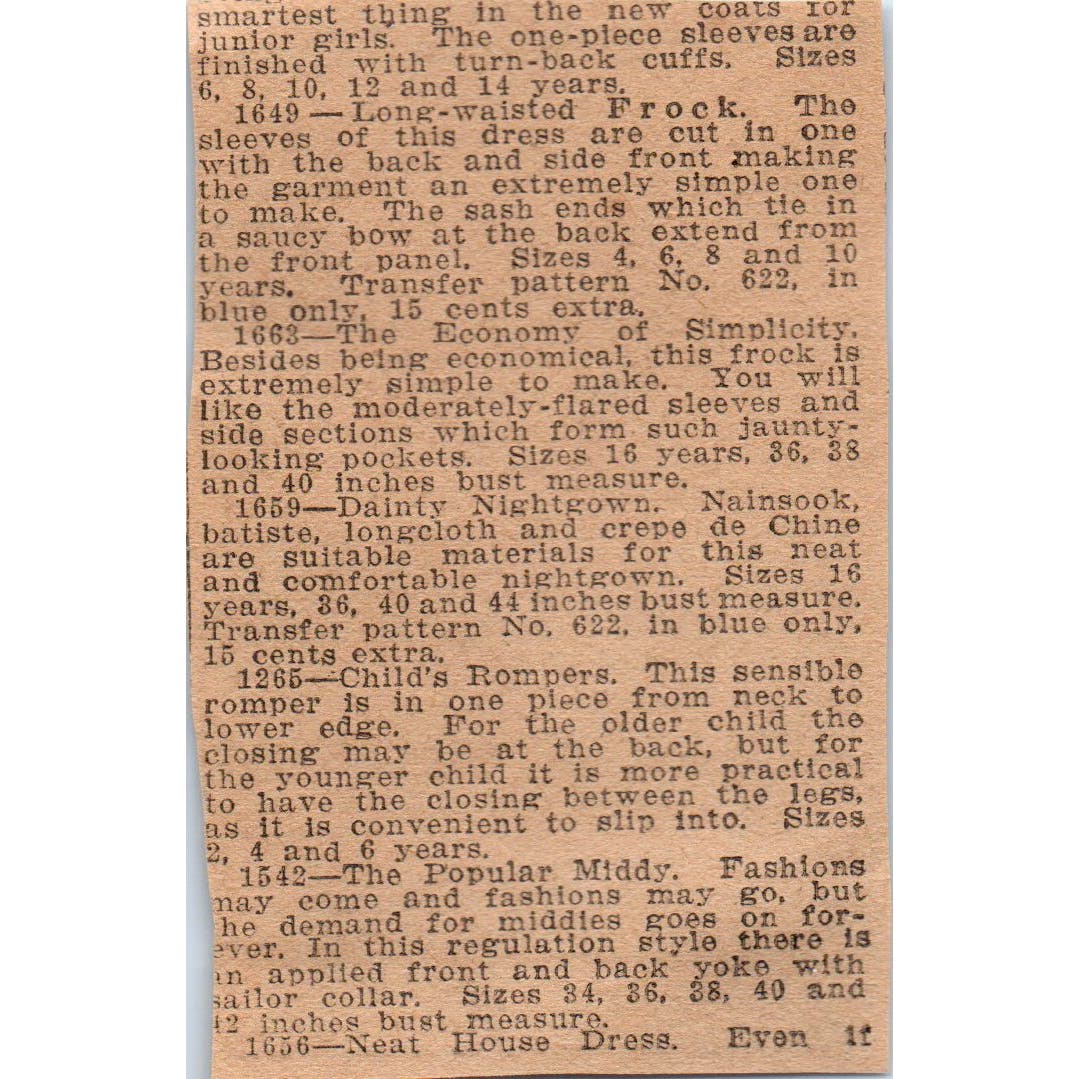 smartest thing in the new coats for
junior girls. The one-piece sleeves are
finished with turn-back cuffs. Sizes
6, 8, 10, 12 and 14 years.
1649—Long-waisted Frock. The
sleeves of this dress are cut in one
with the back and side front making
the garment an extremely simple one
to make. The sash ends which tie in
a saucy bow at the back extend from
the front panel. Sizes 4, 6, 8 and 10
years. Transfer pattern No. 622, in
blue only, 15 cents extra.
1663—The Economy of Simplicity.
Besides being economical, this frock is
extremely simple to make. You will
like the moderately-flared sleeves and
side sections which form such jaunty-
looking pockets. Sizes 16 years, 36, 38
and 40 inches bust measure.
1659—Dainty Nightgown. Nainsook,
batiste, longcloth and crepe de Chine
are suitable materials for this neat
and comfortable nightgown. Sizes 16
years, 36, 40 and 44 inches bust measure.
Transfer pattern No. 622, in blue only,
15 cents extra.
1265—Child's Rompers. This sensible
romper is in one piece from neck to
lower edge. For the older child the
closing may be at the back, but for
the younger child it is more practical
to have the closing between the legs,
as it is convenient to slip into. Sizes
2, 4 and 6 years.
1542—The Popular Middy. Fashions
may come and fashions may go, but
he demand for middies goes on for-
ever. In this regulation style there is
an applied front and back yoke with
sailor collar. Sizes 34, 36, 38, 40 and
42 inches bust measure.
1656—Neat House Dress. Even if